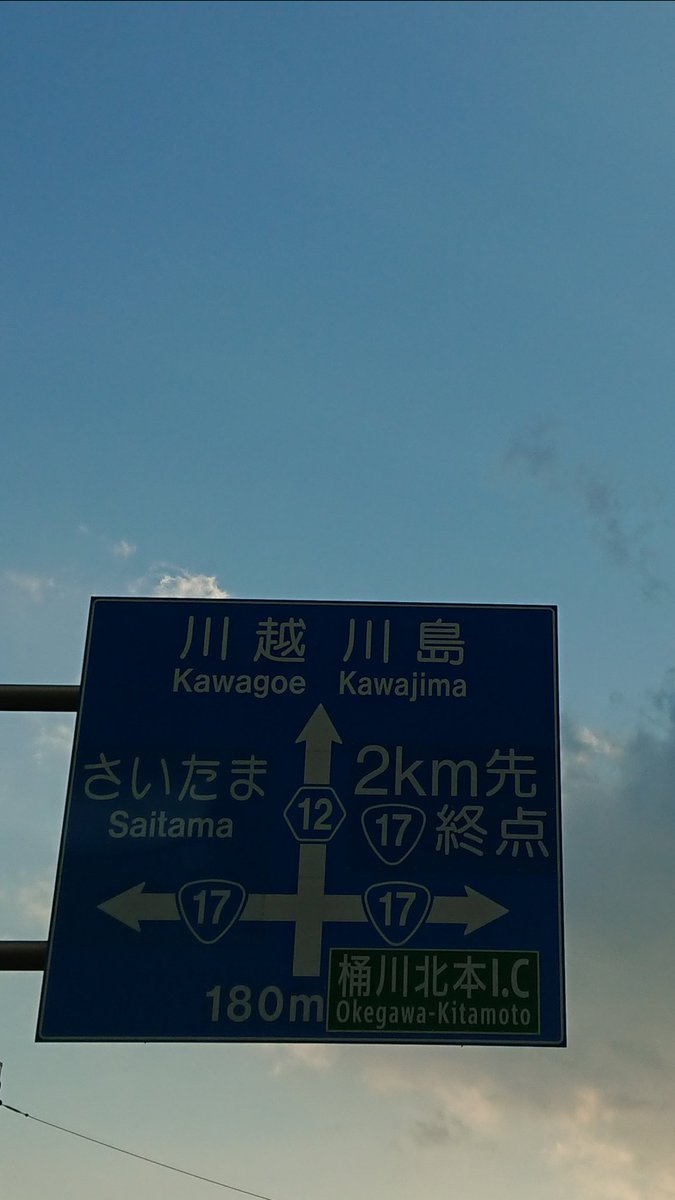 川越 川島
Kawagoe Kawajima
さいたま
Saitama
12
2km先
17 終点
17
17
180m
桶川北本I.C
Okegawa-Kitamoto